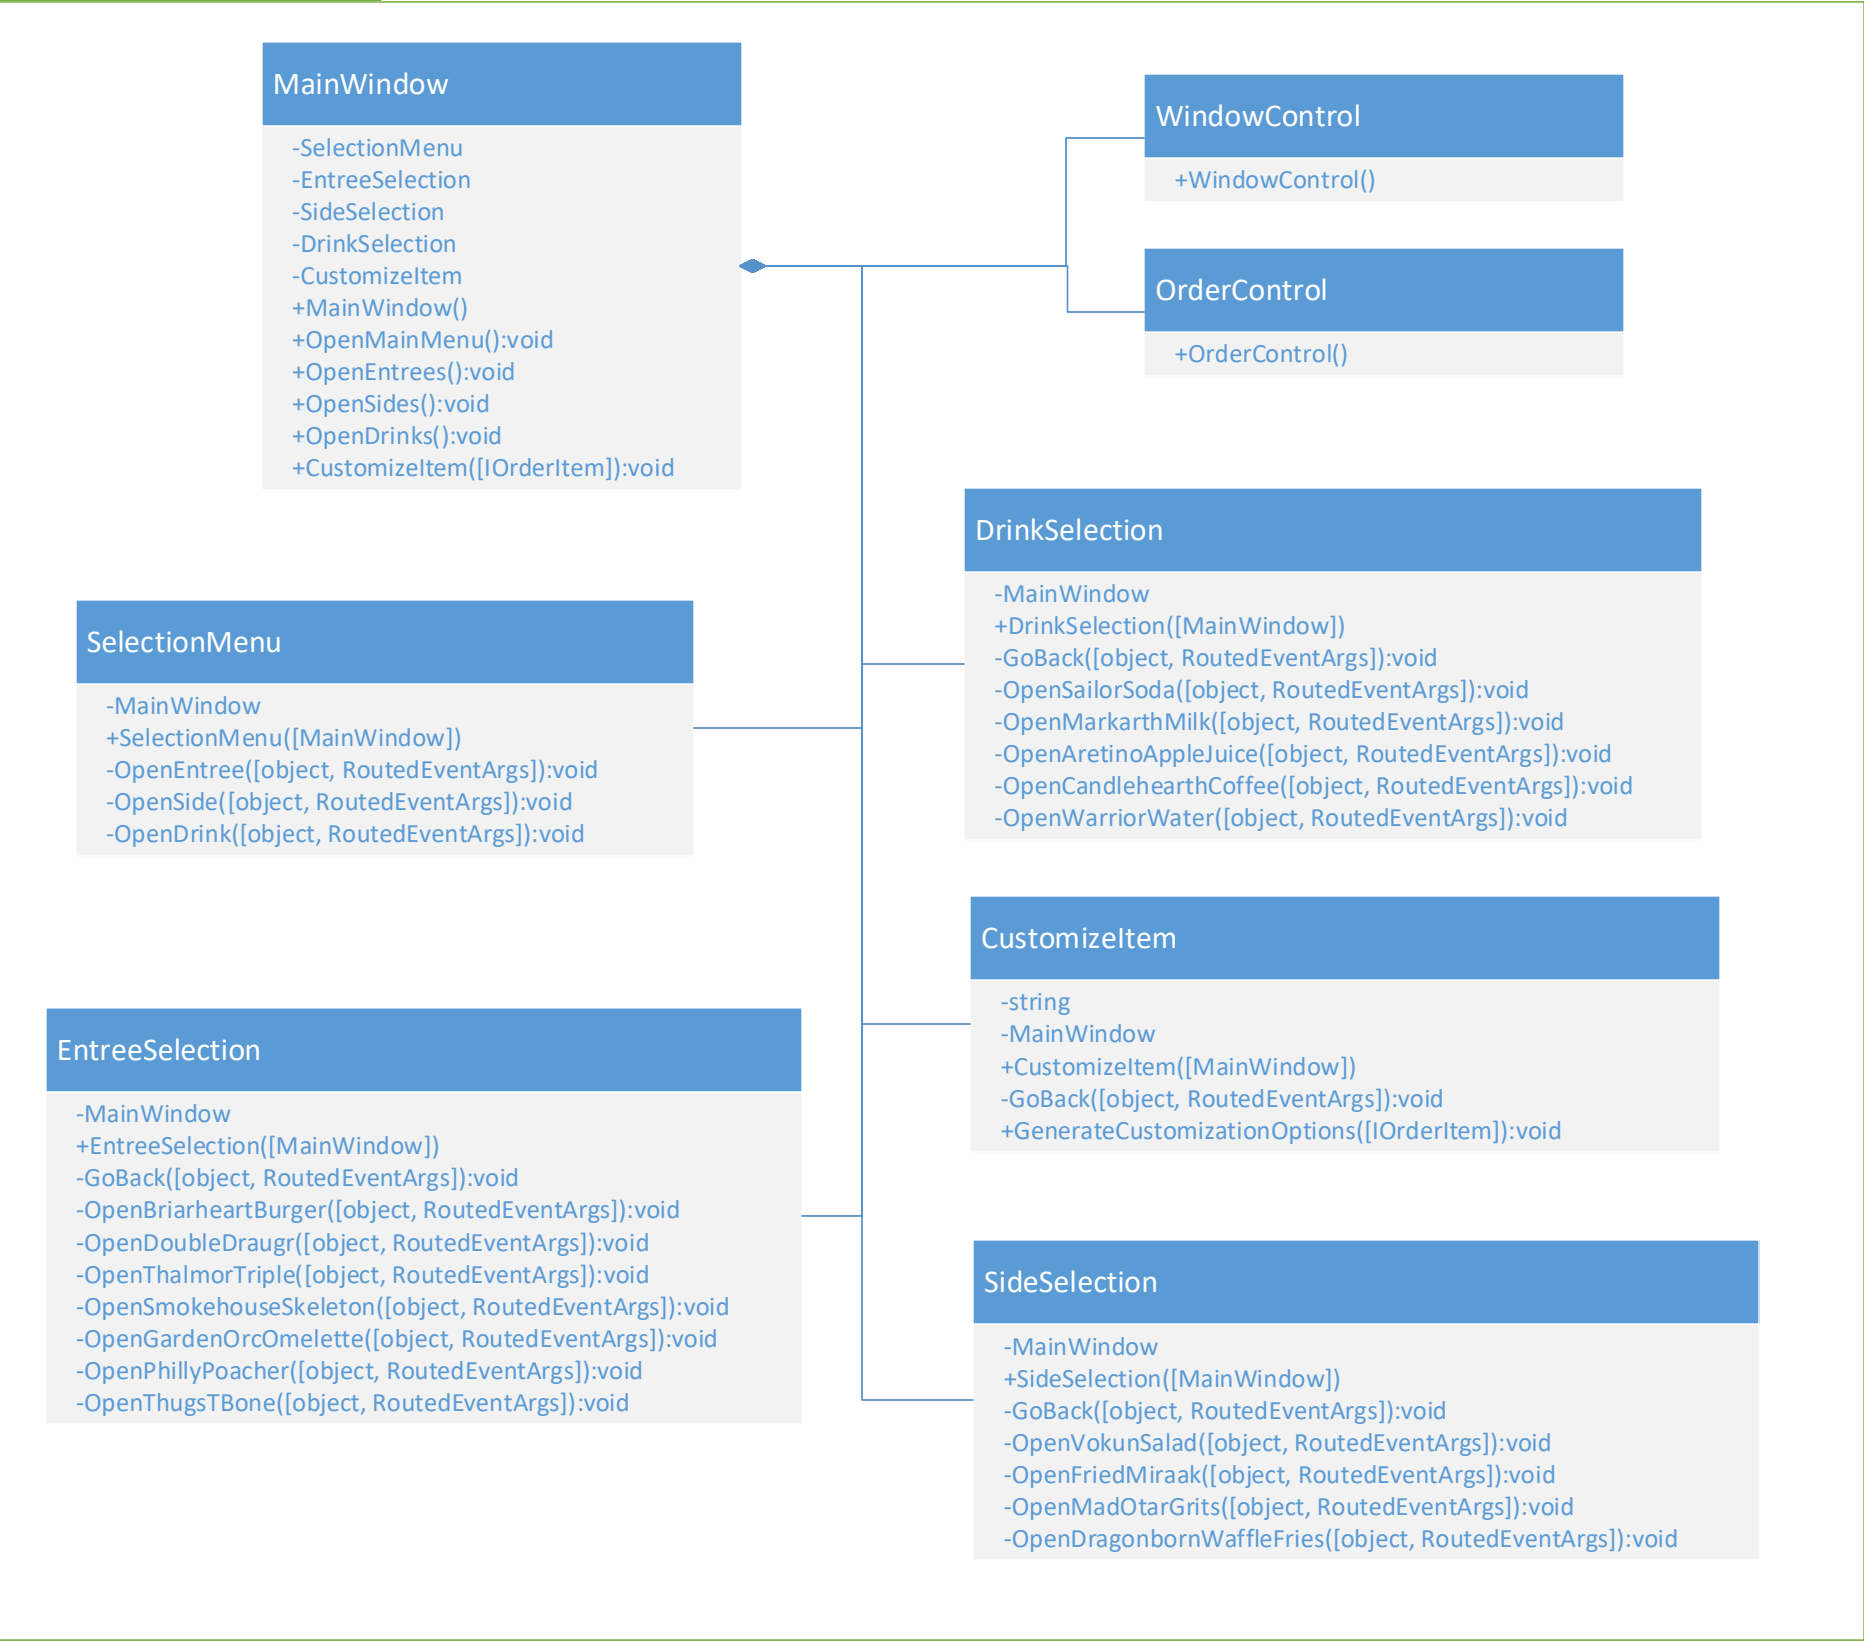 MainWindow
-SelectionMenu
-EntreeSelection
-SideSelection
-DrinkSelection
-CustomizeItem
+MainWindow()
+OpenMainMenu():void
+OpenEntrees():void
+OpenSides():void
+OpenDrinks():void
+CustomizeItem([IOrderItem]):void
WindowControl
+WindowControl()
OrderControl
+OrderControl()
DrinkSelection
-MainWindow
+DrinkSelection([MainWindow])
-GoBack([object, RoutedEventArgs]):void
-OpenSailorSoda([object, RoutedEventArgs]):void
-OpenMarkarthMilk([object, RoutedEventArgs]):void
-OpenAretinoAppleJuice([object, RoutedEventArgs]):void
-OpenCandlehearthCoffee([object, RoutedEventArgs]):void
-OpenWarriorWater([object, RoutedEventArgs]):void
SelectionMenu
-MainWindow
+SelectionMenu([MainWindow])
-OpenEntree([object, RoutedEventArgs]):void
-OpenSide([object, RoutedEventArgs]):void
-OpenDrink([object, RoutedEventArgs]):void
CustomizeItem
-string
-MainWindow
+CustomizeItem([MainWindow])
-GoBack([object, RoutedEventArgs]):void
+GenerateCustomizationOptions([IOrderItem]):void
EntreeSelection
-MainWindow
+EntreeSelection([MainWindow])
-GoBack([object, RoutedEventArgs]):void
-OpenBriarheartBurger([object, RoutedEventArgs]):void
-OpenDoubleDraugr([object, RoutedEventArgs]):void
-OpenThalmorTriple([object, RoutedEventArgs]):void
-OpenSmokehouseSkeleton([object, RoutedEventArgs]):void
-OpenGardenOrcOmelette([object, RoutedEventArgs]):void
-OpenPhillyPoacher([object, RoutedEventArgs]):void
-OpenThugsTBone([object, RoutedEventArgs]):void
SideSelection
-MainWindow
+SideSelection([MainWindow])
-GoBack([object, RoutedEventArgs]):void
-OpenVokunSalad([object, RoutedEventArgs]):void
-OpenFriedMiraak([object, RoutedEventArgs]):void
-OpenMadOtarGrits([object, RoutedEventArgs]):void
-OpenDragonbornWaffleFries([object, RoutedEventArgs]):void